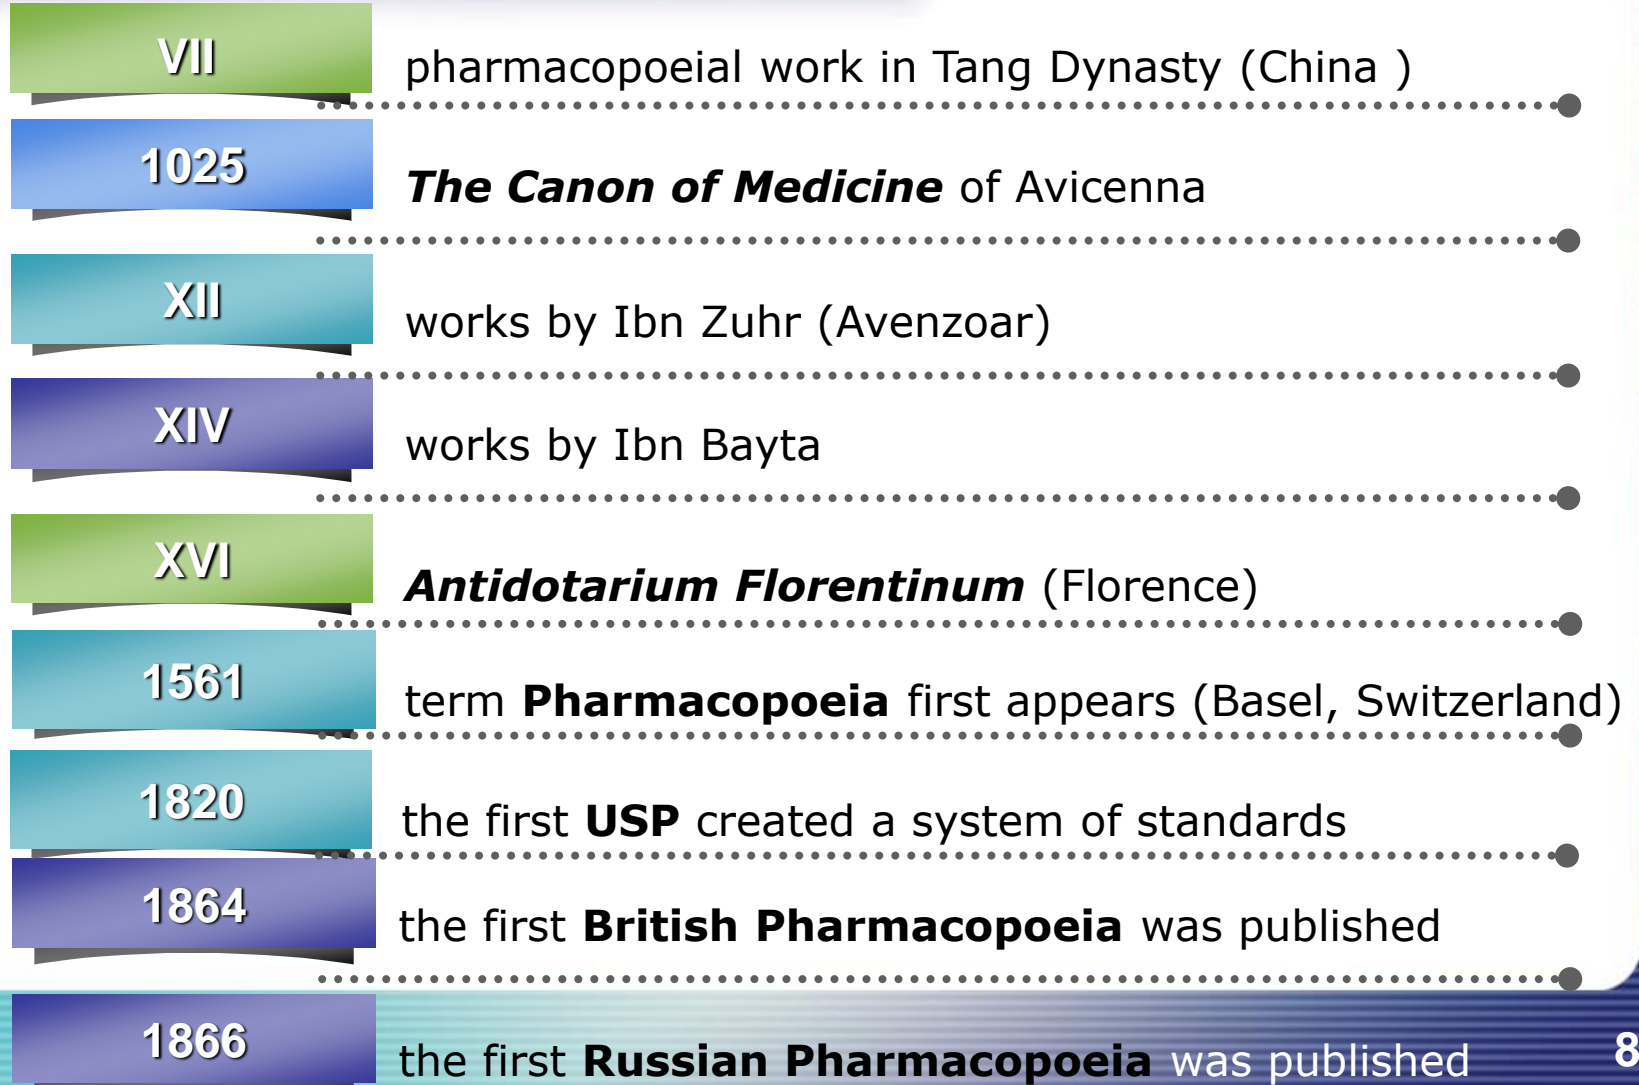 VII
pharmacopoeial work in Tang Dynasty (China )
1025
The Canon of Medicine of Avicenna
XII
works by Ibn Zuhr (Avenzoar)
XIV
works by Ibn Bayta
XVI
Antidotarium Florentinum (Florence)
1561
term Pharmacopoeia first appears (Basel, Switzerland)
1820
the first USP created a system of standards
1864
the first British Pharmacopoeia was published
1866
the first Russian Pharmacopoeia was published
8